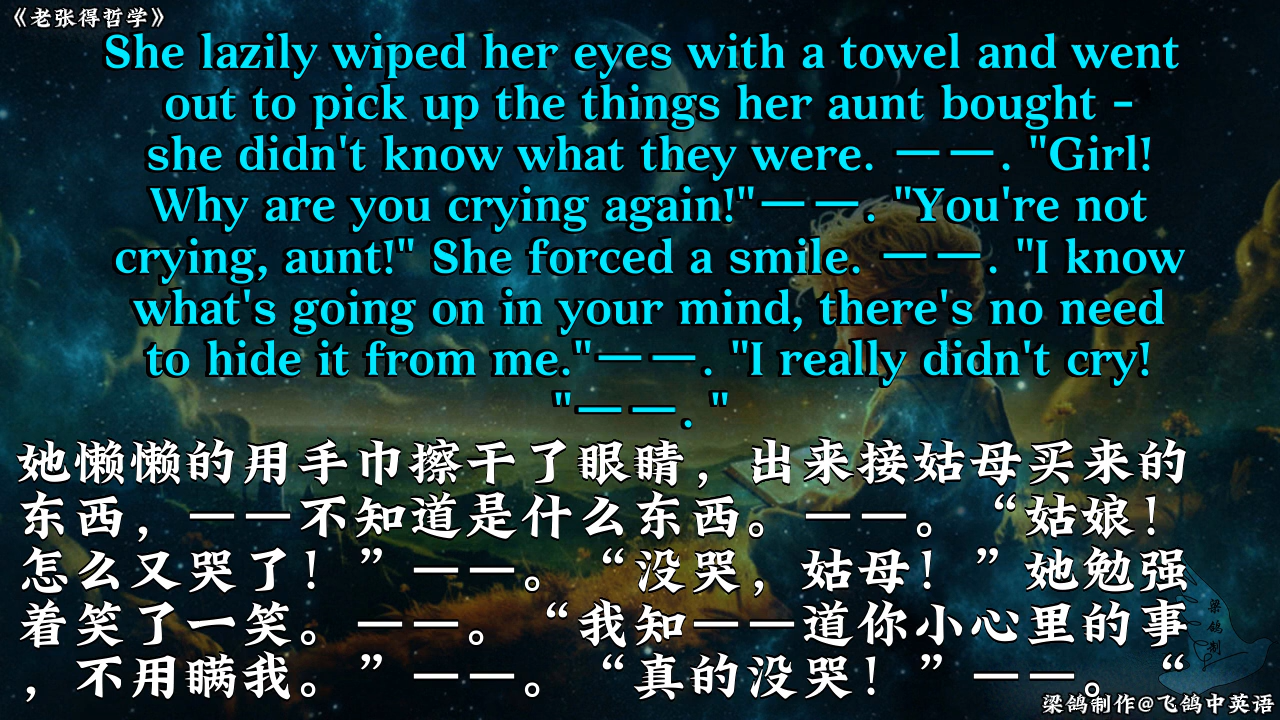 《老张得哲学》
She lazily wiped her eyes with a towel and went
out to pick up the things her aunt bought -
she didn't know what they were. ——. "Girl!
Why are you crying again!"——. "You're not
crying, aunt!" She forced a smile. ——. "I know
what's going on in your mind, there's no need
to hide it from me."——. "I really didn't cry!
"——. "
她懒懒的用手巾擦干了眼睛，出来接姑母买来的
东西，——不知道是什么东西。——。“姑娘！
怎么又哭了！”——。“没哭，姑母！”她勉强
着笑了一笑。——。“我知——道你小心里的事
，不用瞒我。”——。“真的没哭！”——。“
梁鸽制
梁鸽制作@飞鸽中英语